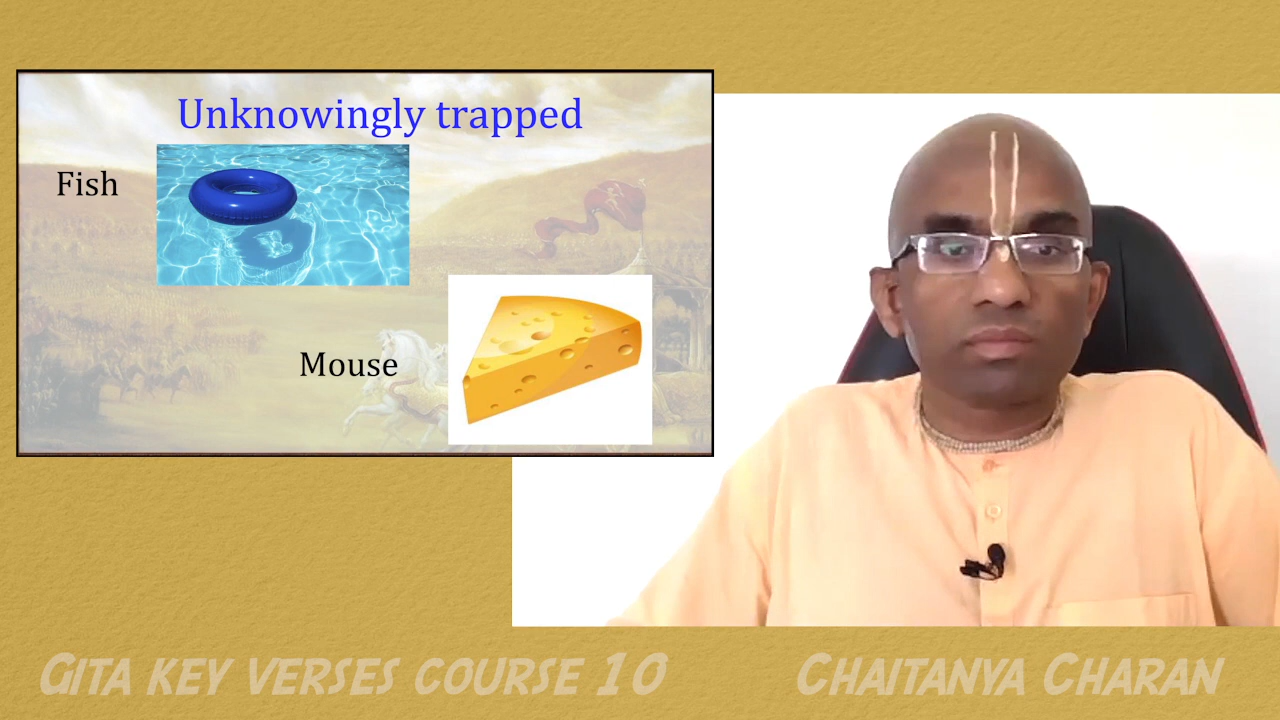 Unknowingly trapped
Fish
Mouse
GITA KEY VERSES COURSE 10
CHAITANYA CHARAN